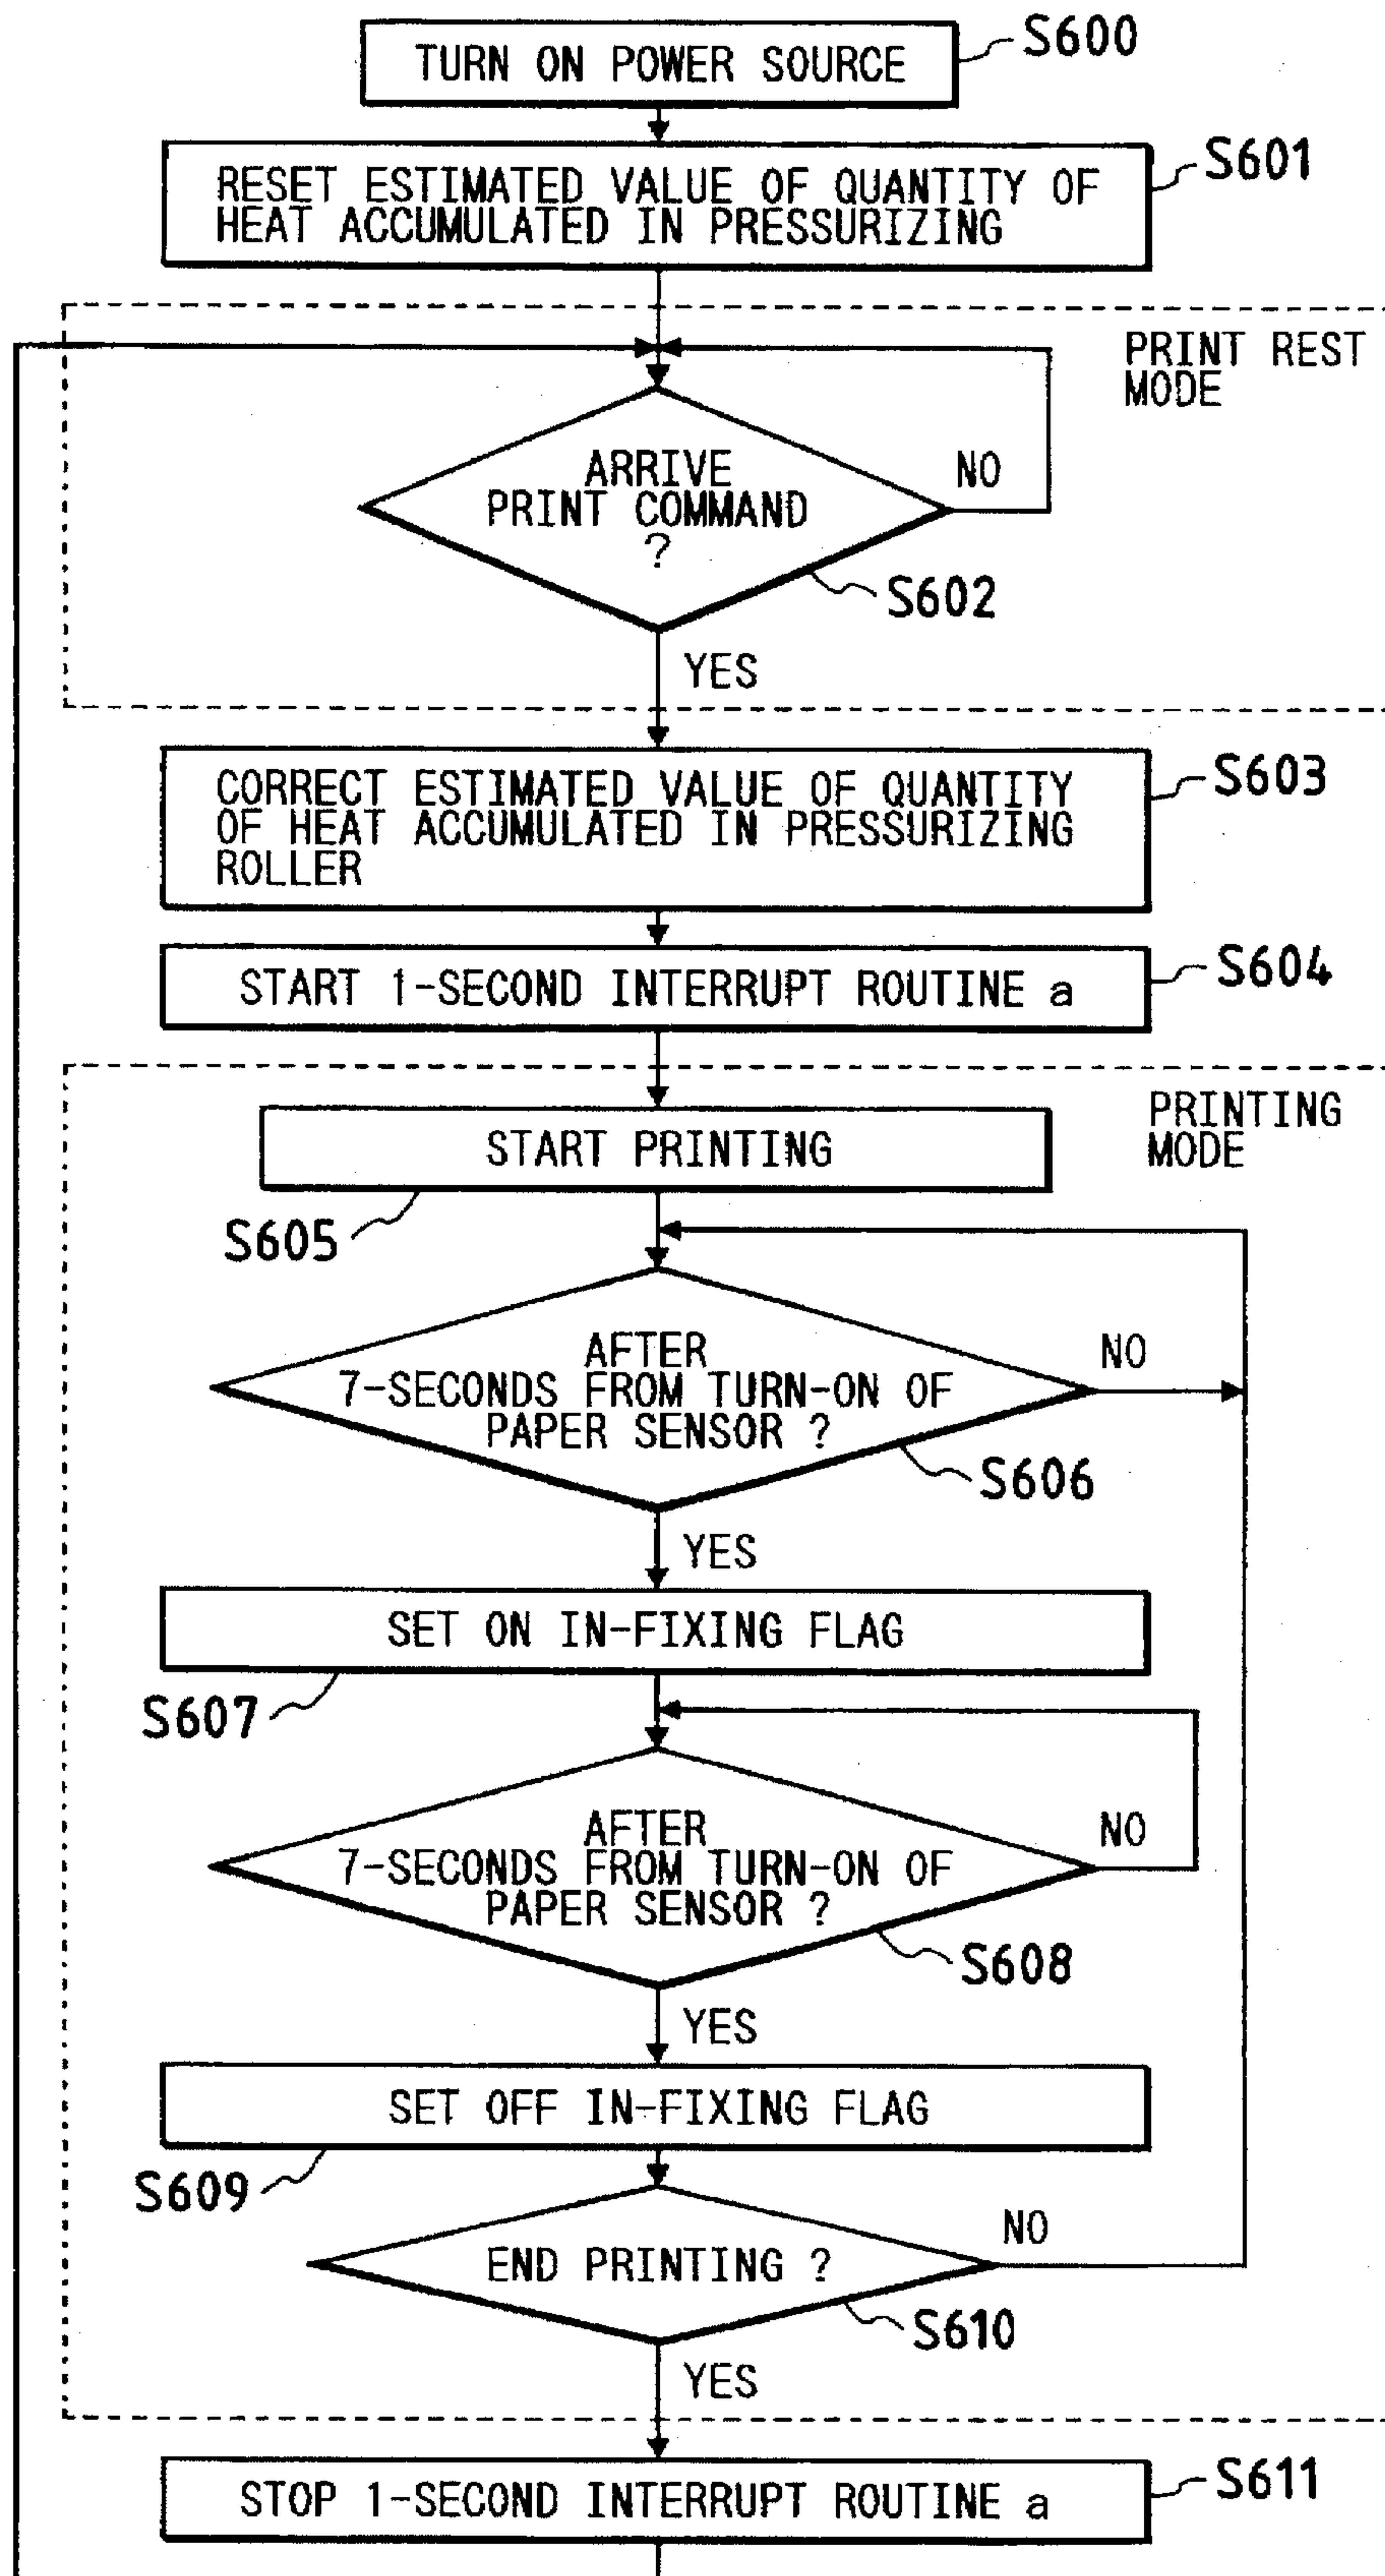 TURN ON POWER SOURCE
S600
RESET ESTIMATED VALUE OF QUANTITY OF
HEAT ACCUMULATED IN PRESSURIZING
S601
PRINT REST
MODE
ARRIVE
PRINT COMMAND
?
NO
S602
YES
CORRECT ESTIMATED VALUE OF QUANTITY
OF HEAT ACCUMULATED IN PRESSURIZING
ROLLER
S603
START 1-SECOND INTERRUPT ROUTINE a
S604
PRINTING
MODE
START PRINTING
S605
AFTER
7-SECONDS FROM TURN-ON OF
PAPER SENSOR ?
NO
S606
YES
SET ON IN-FIXING FLAG
S607
AFTER
7-SECONDS FROM TURN-ON OF
PAPER SENSOR ?
NO
S608
YES
SET OFF IN-FIXING FLAG
S609
END PRINTING ?
NO
S610
YES
STOP 1-SECOND INTERRUPT ROUTINE a
S611